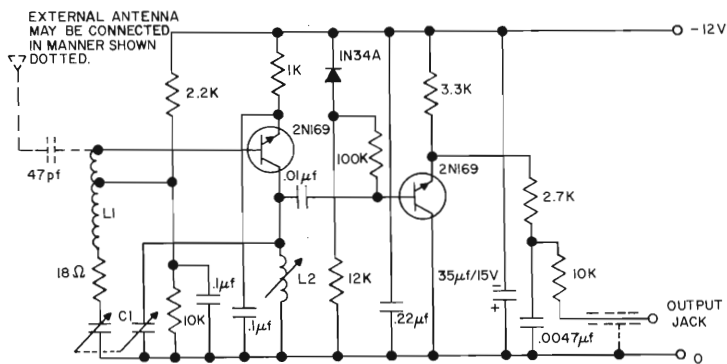 EXTERNAL ANTENNA
MAY BE CONNECTED
IN MANNER SHOWN
DOTTED.
-12V
1N34A
1K
2.2K
3.3K
2N169
47pf
100K
2N169
.01µf
2.7K
L1
18Ω
L2
12K
35µf/15V
-
+
10K
C1
.1µf
10K
.1µf
.22µf
.0047µf
OUTPUT
JACK
0